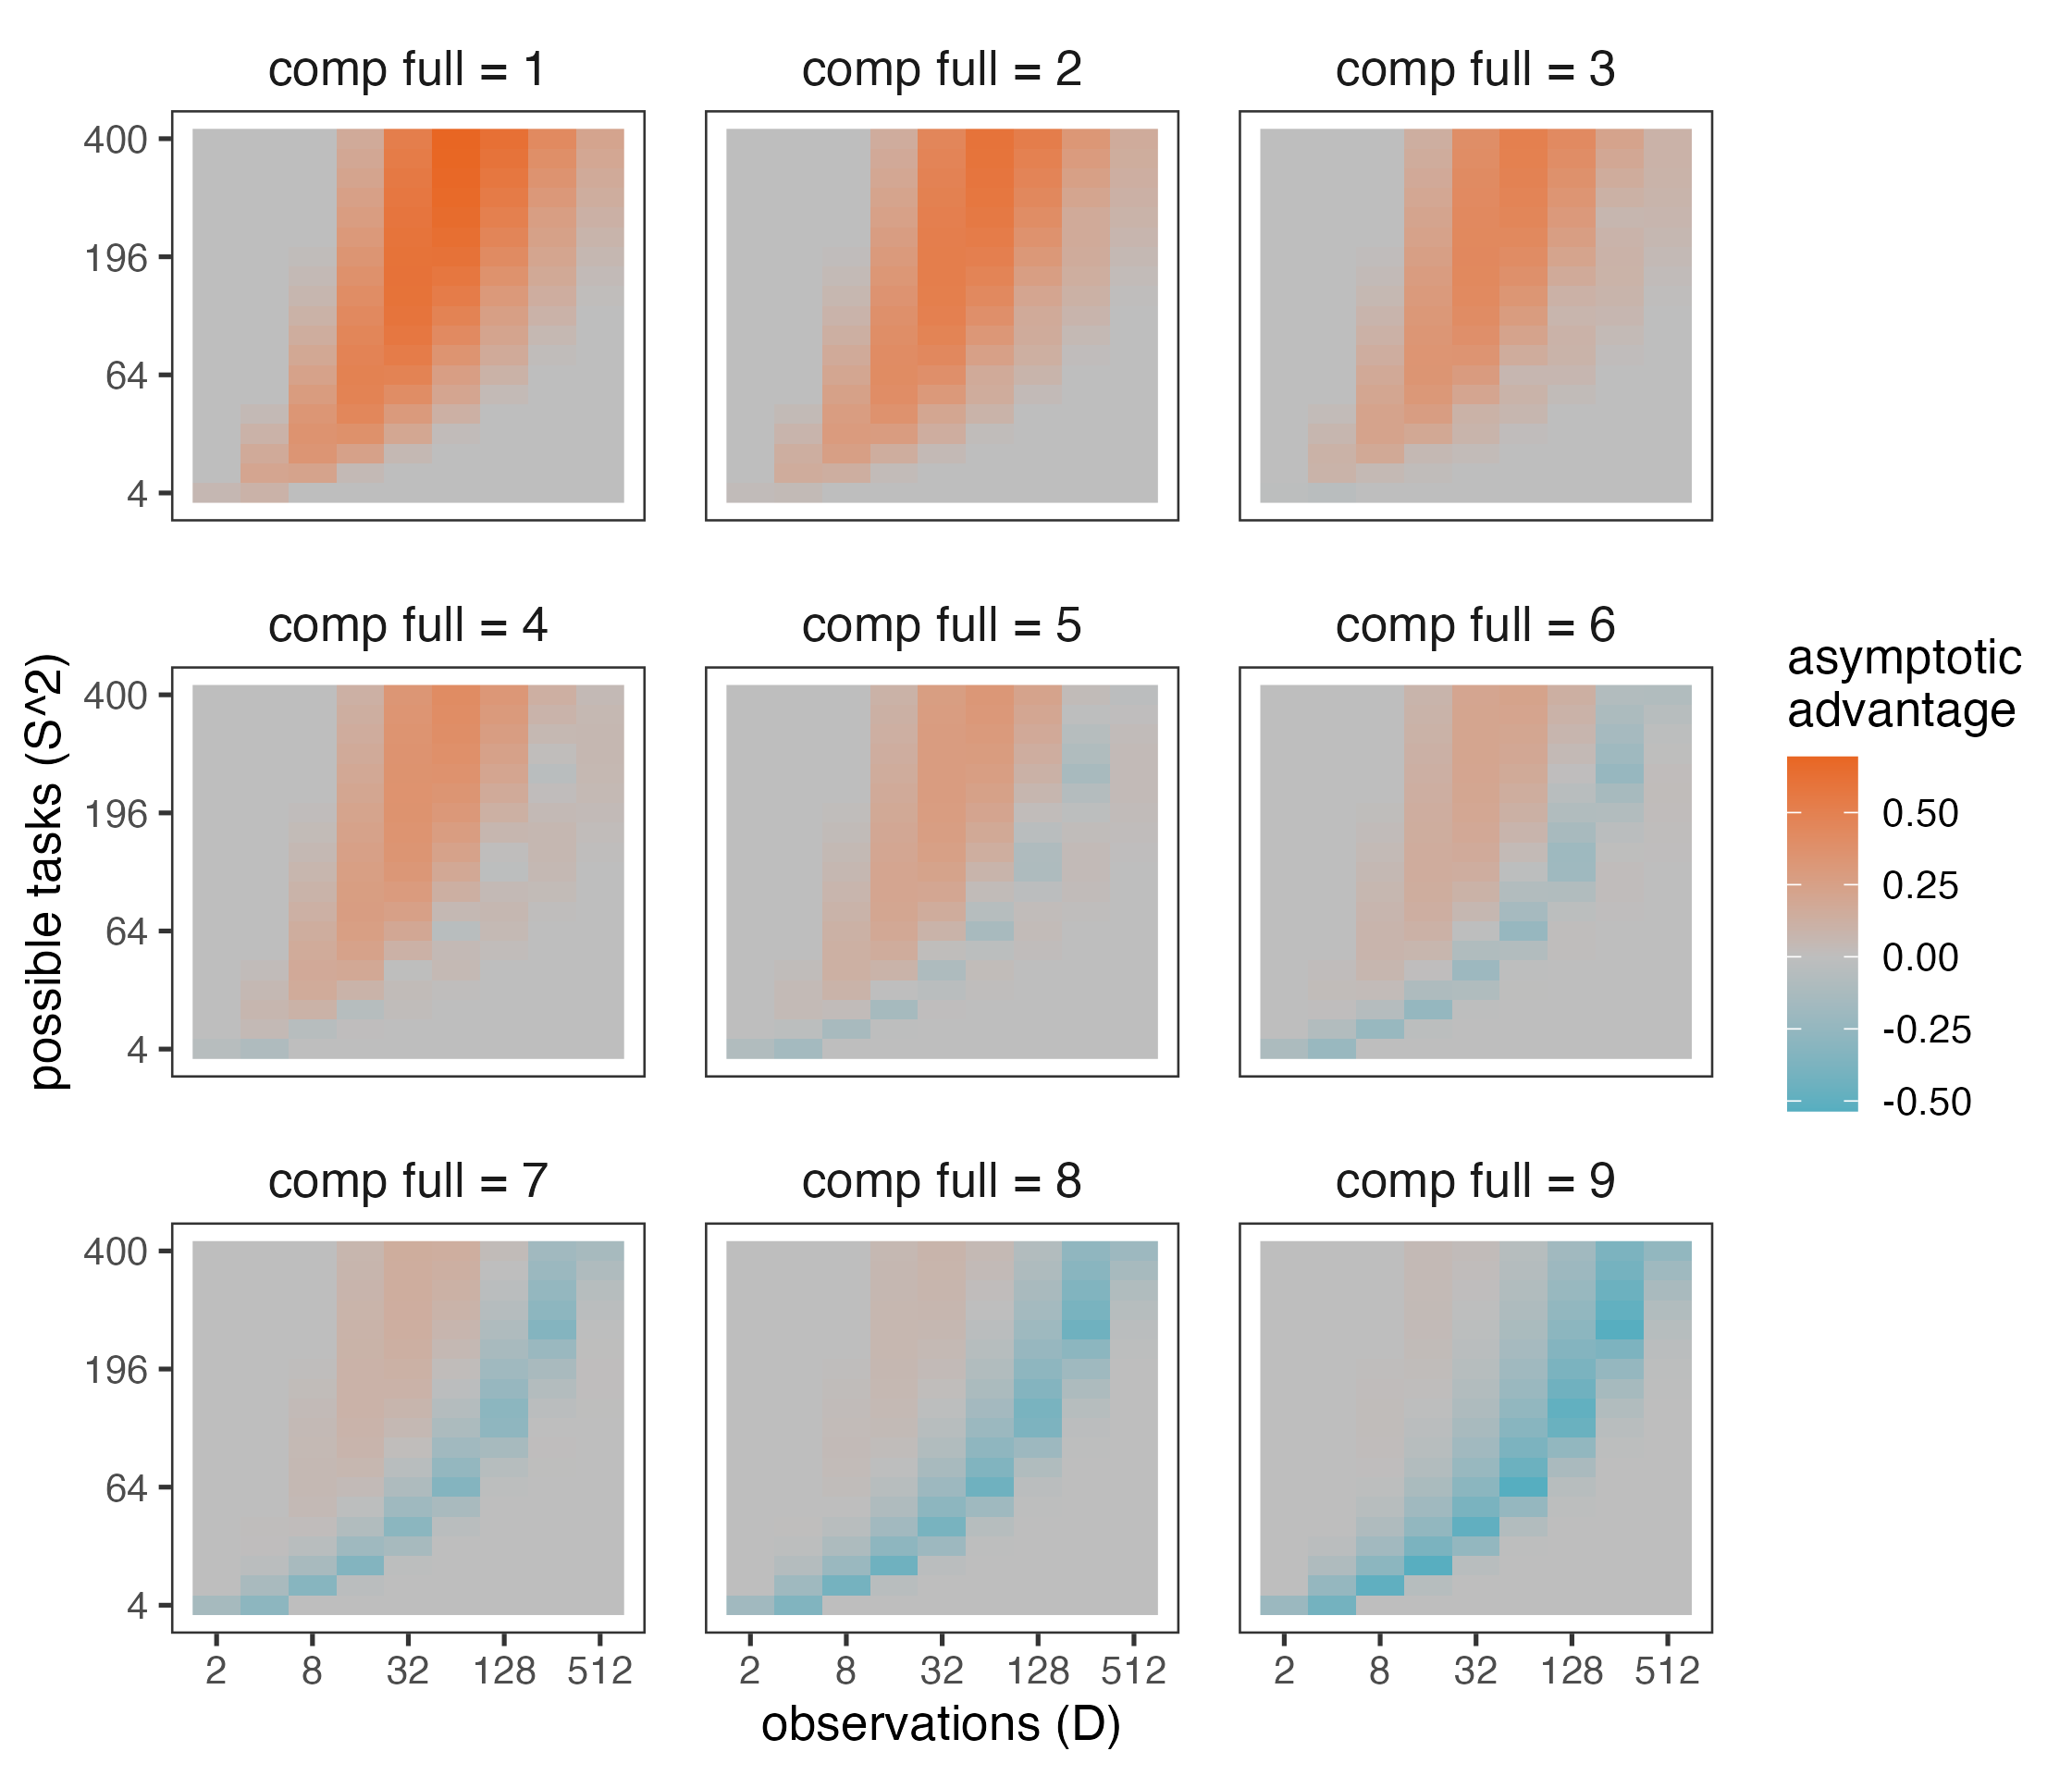 comp full = 1
comp full = 2
comp full = 3
400
196
64
4
comp full = 4
comp full = 5
comp full = 6
possible tasks (S^2)
400
196
64
4
asymptotic
advantage
0.50
0.25
0.00
-0.25
-0.50
comp full = 7
comp full = 8
comp full = 9
400
196
64
4
2 8 32 128 512
2 8 32 128 512
2 8 32 128 512
observations (D)